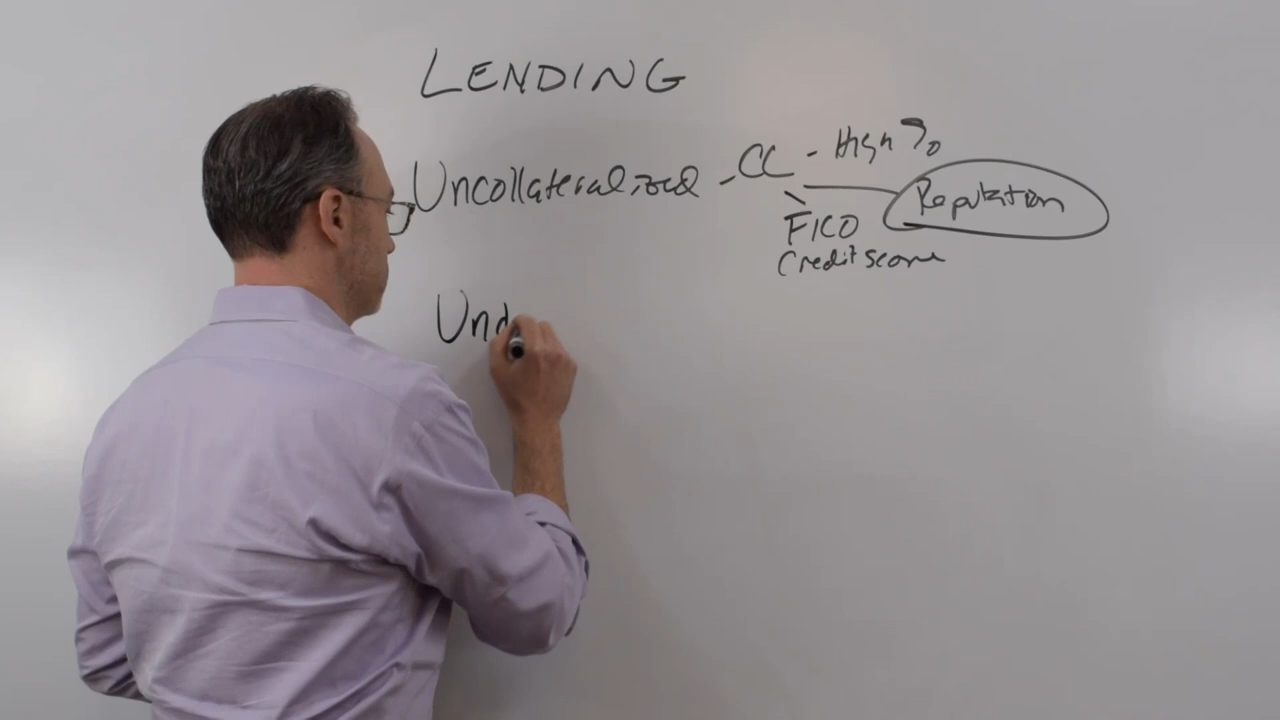 LENDING
Uncollateralized - CC - High %
Reputation
FICO
Credit score
Und